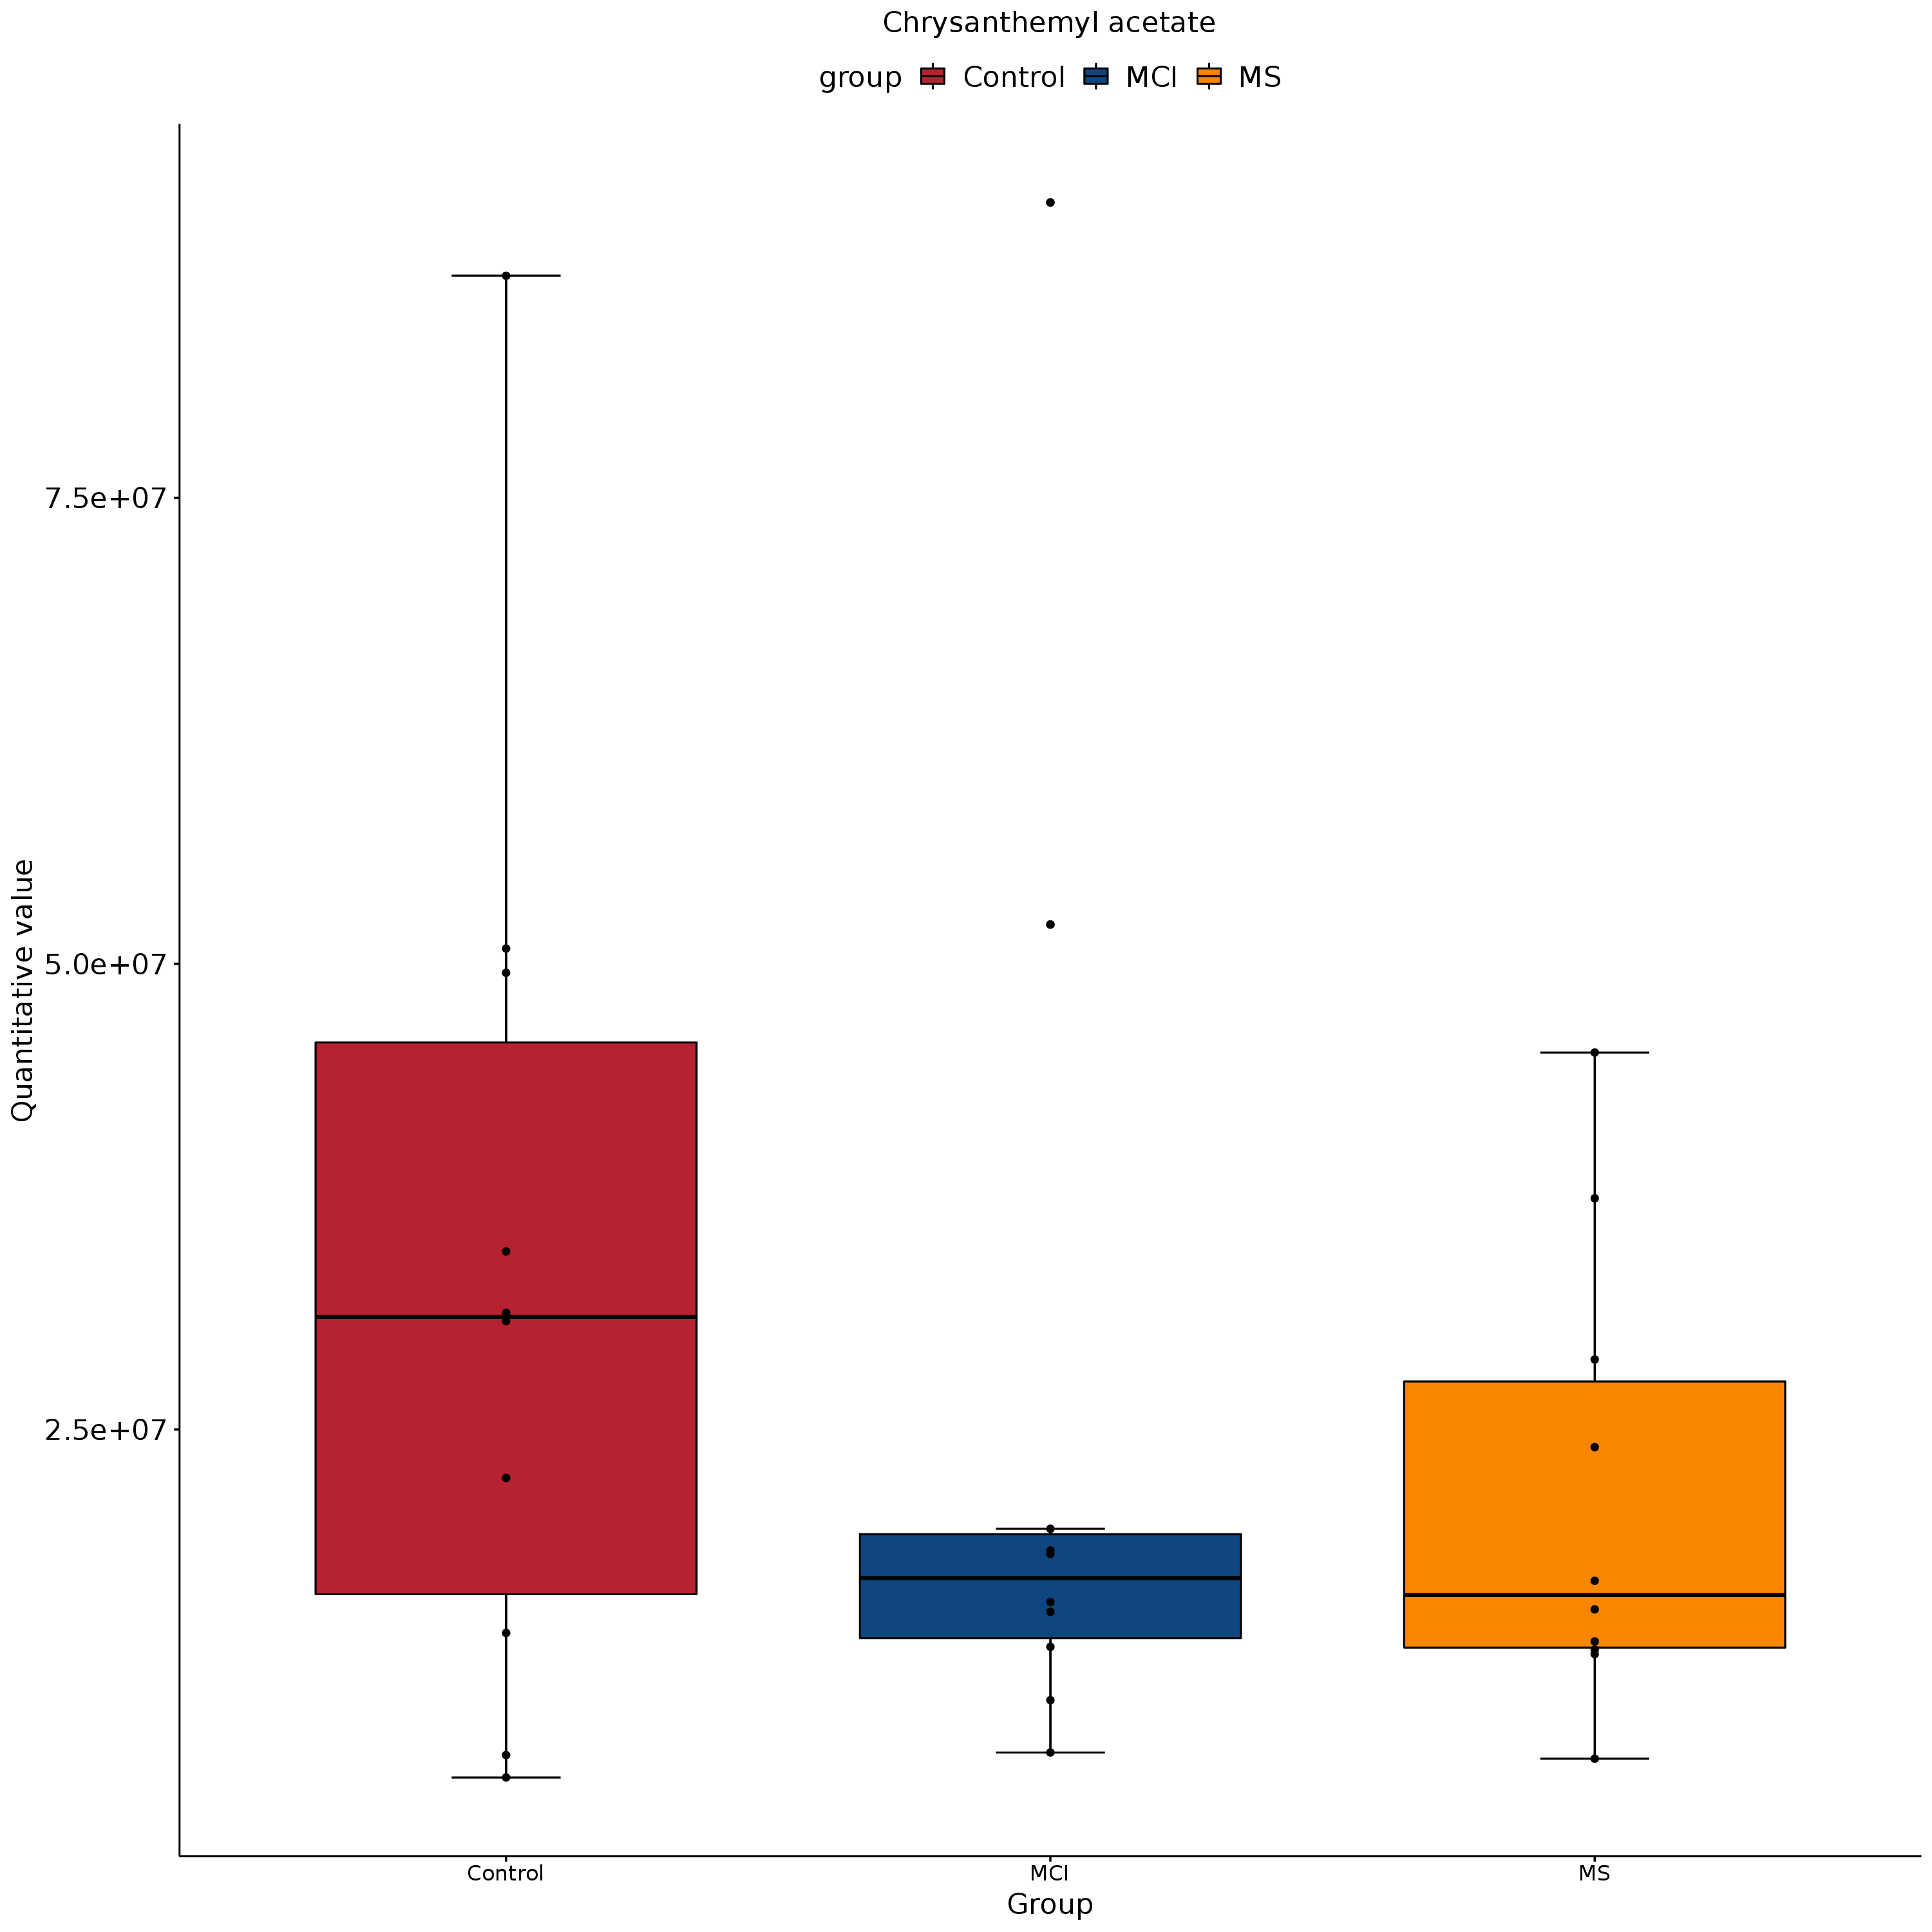 Chrysanthemyl acetate
group Control MCI MS
7.5e+07
5.0e+07
2.5e+07
Quantitative value
Control MCI MS
Group